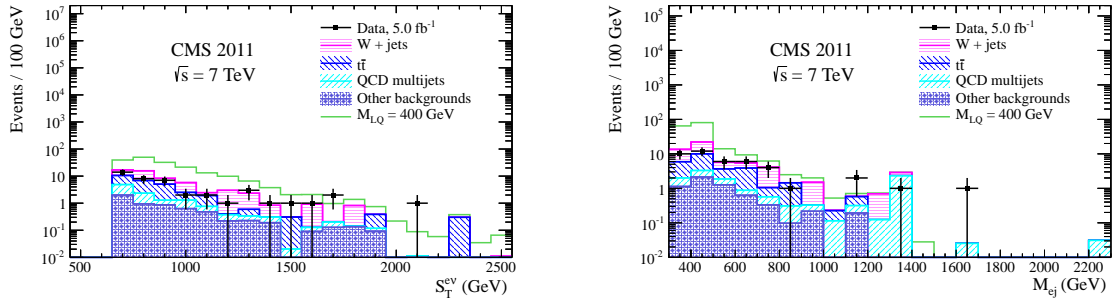 Events / 100 GeV
10⁷
10⁶
10⁵
10⁴
10³
10²
10
1
10⁻¹
10⁻²
CMS 2011
√s = 7 TeV
Data, 5.0 fb⁻¹
W + jets
tt̄
QCD multijets
Other backgrounds
M_LQ = 400 GeV
500 1000 1500 2000 2500
S_T^ev (GeV)
Events / 100 GeV
10⁵
10⁴
10³
10²
10
1
10⁻¹
10⁻²
CMS 2011
√s = 7 TeV
Data, 5.0 fb⁻¹
W + jets
tt̄
QCD multijets
Other backgrounds
M_LQ = 400 GeV
400 600 800 1000 1200 1400 1600 1800 2000 2200
M_ej (GeV)